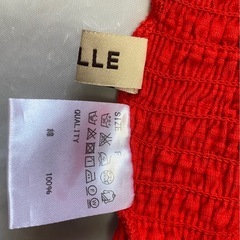 LLE
SIZE F
QUALITY
綿 100%